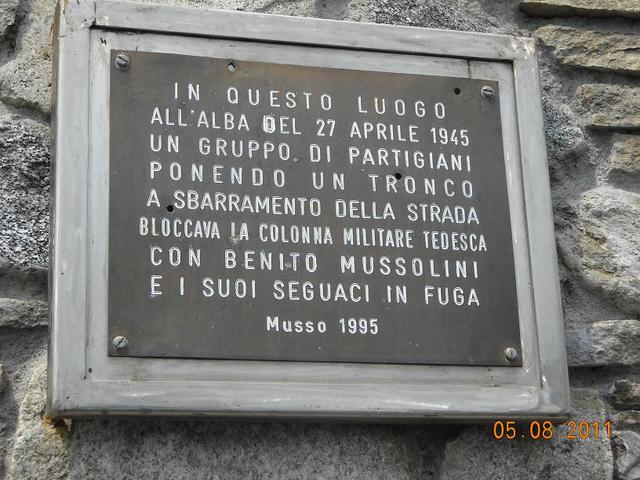 IN QUESTO LUOGO
ALL'ALBA DEL 27 APRILE 1945
UN GRUPPO DI PARTIGIANI
PONENDO UN TRONCO
A SBARRAMENTO DELLA STRADA
BLOCCAVA LA COLONNA MILITARE TEDESCA
CON BENITO MUSSOLINI
E I SUOI SEGUACI IN FUGA
Musso 1995
05.08 2011